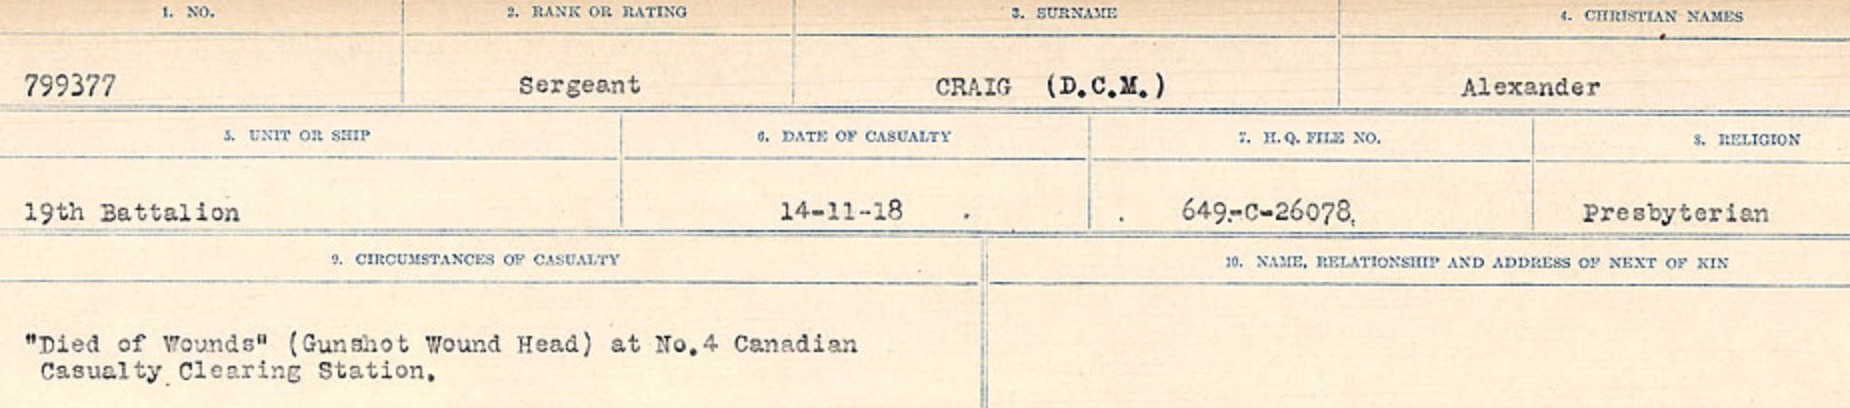 1. NO. 2. RANK OR RATING 3. SURNAME 4. CHRISTIAN NAMES
799377 Sergeant CRAIG (D.C.M.) Alexander
5. UNIT OR SHIP 6. DATE OF CASUALTY 7. H.Q. FILE NO. 8. RELIGION
19th Battalion 14-11-18 649-C-26078. Presbyterian
9. CIRCUMSTANCES OF CASUALTY 10. NAME, RELATIONSHIP AND ADDRESS OF NEXT OF KIN
"Died of Wounds" (Gunshot Wound Head) at No.4 Canadian
Casualty Clearing Station.